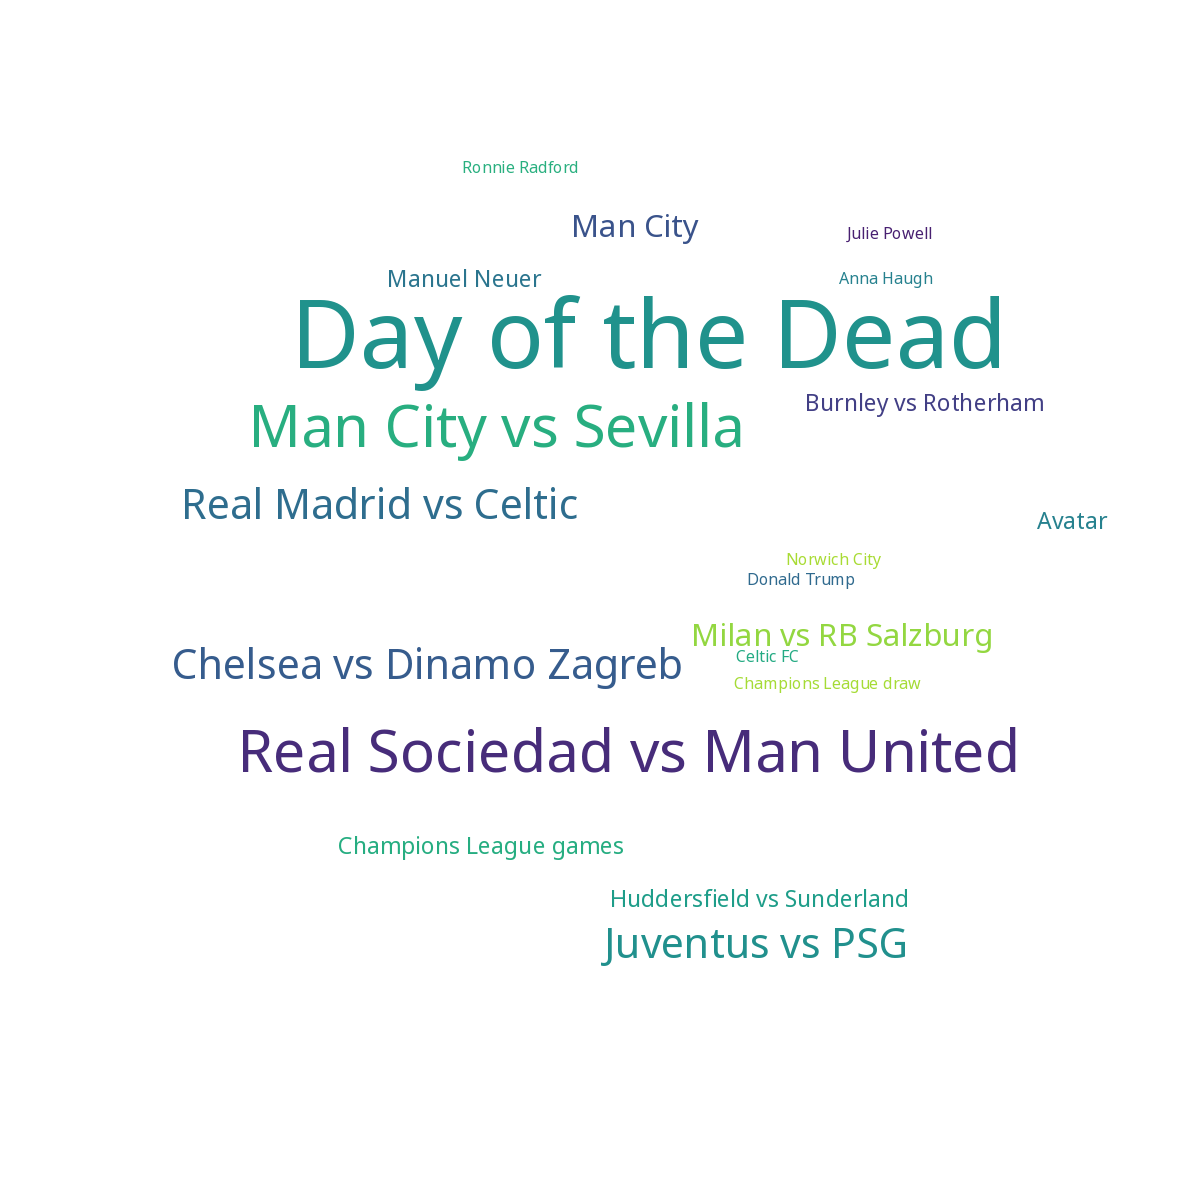 Ronnie Radford
Man City
Julie Powell
Manuel Neuer
Anna Haugh
Day of the Dead
Burnley vs Rotherham
Man City vs Sevilla
Real Madrid vs Celtic
Avatar
Norwich City
Donald Trump
Milan vs RB Salzburg
Celtic FC
Chelsea vs Dinamo Zagreb
Champions League draw
Real Sociedad vs Man United
Champions League games
Huddersfield vs Sunderland
Juventus vs PSG